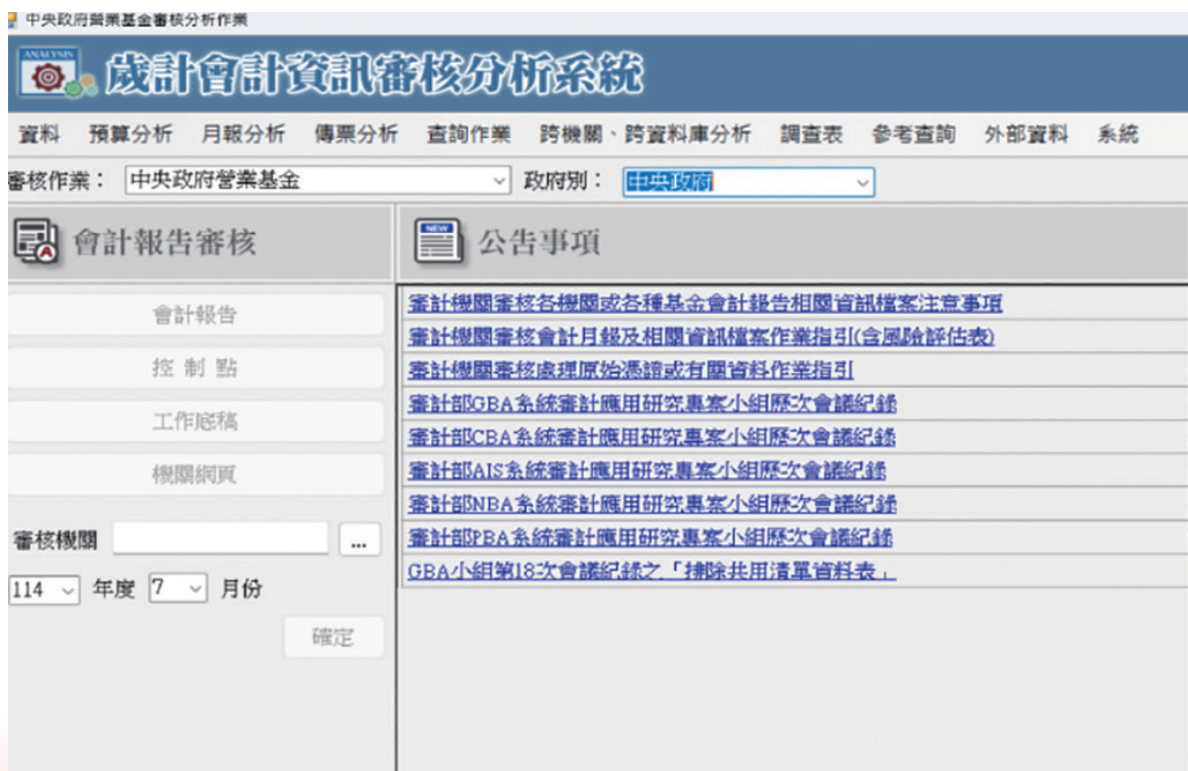 中央政府營業基金審核分析作業
ANALYSIS
歲計會計資訊審核分析系統
資料 預算分析 月報分析 傳票分析 查詢作業 跨機關、跨資料庫分析 調查表 參考查詢 外部資料 系統
審核作業： 中央政府營業基金 政府別： 中央政府
會計報告審核
會計報告
控 制 點
工作底稿
機關網頁
審核機關 ...
114 年度 7 月份
確定
NEW 公告事項
審計機關審核各機關或各種基金會計報告相關資訊檔案注意事項
審計機關審核會計月報及相關資訊檔案作業指引(含風險評估表)
審計機關審核處理原始憑證或有關資料作業指引
審計部GBA系統審計應用研究專案小組歷次會議紀錄
審計部CBA系統審計應用研究專案小組歷次會議紀錄
審計部AIS系統審計應用研究專案小組歷次會議紀錄
審計部NBA系統審計應用研究專案小組歷次會議紀錄
審計部PBA系統審計應用研究專案小組歷次會議紀錄
GBA小組第18次會議紀錄之「排除共用清單資料表」